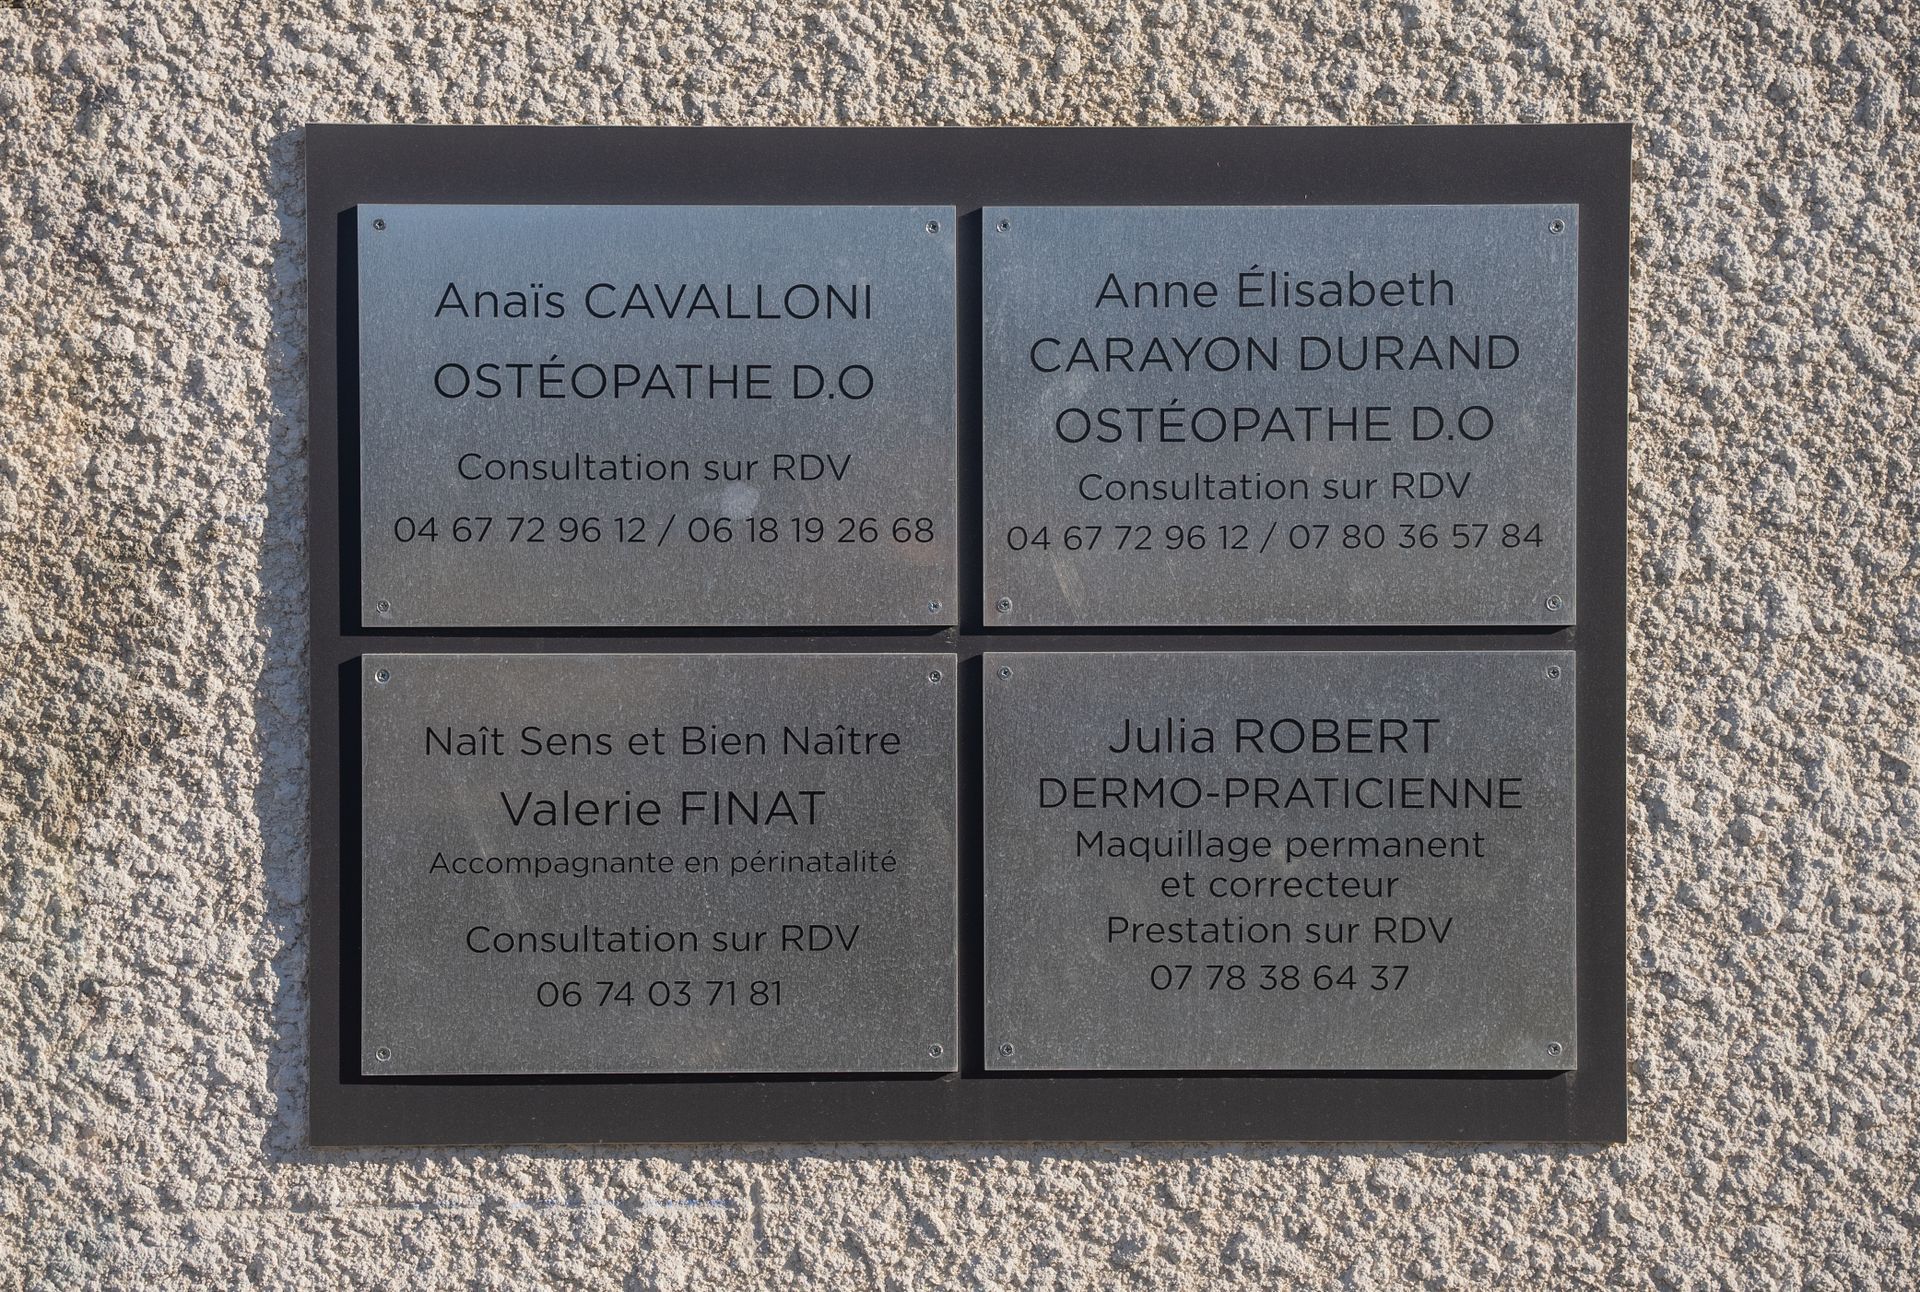 Anaïs CAVALLONI
OSTÉOPATHE D.O
Consultation sur RDV
04 67 72 96 12 / 06 18 19 26 68
Anne Élisabeth
CARAYON DURAND
OSTÉOPATHE D.O
Consultation sur RDV
04 67 72 96 12 / 07 80 36 57 84
Naît Sens et Bien Naître
Valerie FINAT
Accompagnante en périnatalité
Consultation sur RDV
06 74 03 71 81
Julia ROBERT
DERMO-PRATICIENNE
Maquillage permanent
et correcteur
Prestation sur RDV
07 78 38 64 37